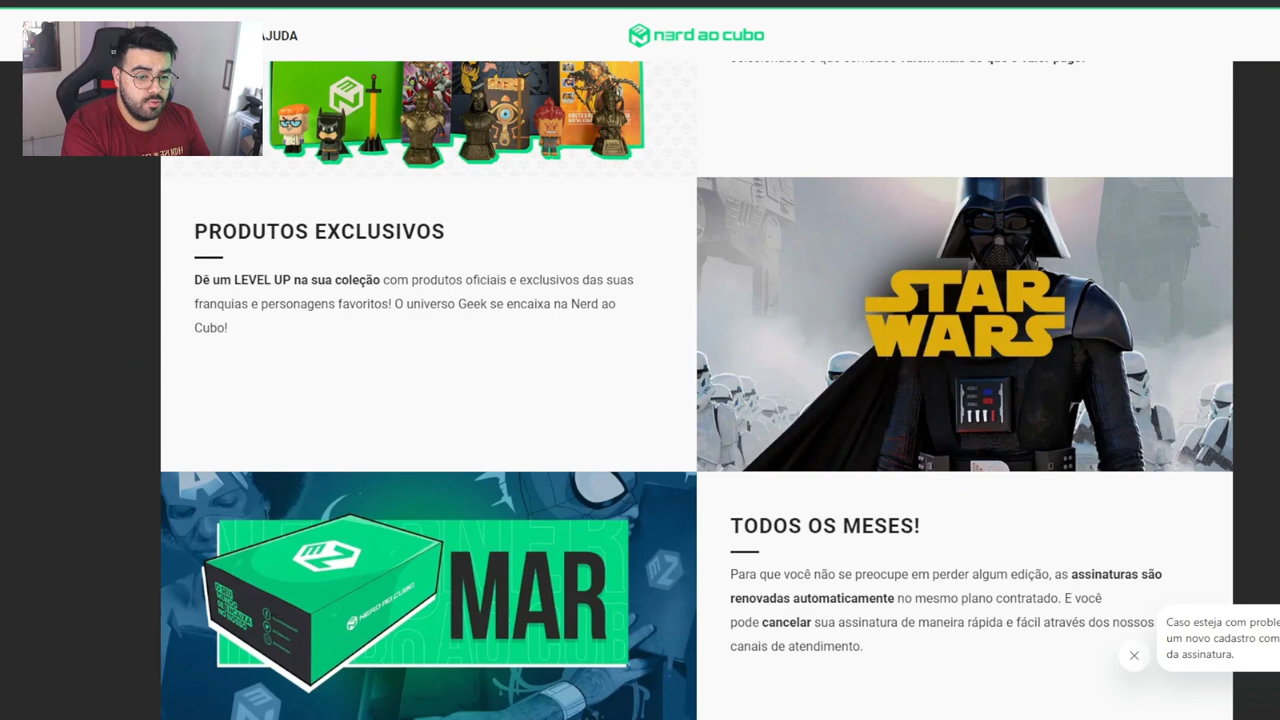 AJUDA
nerd ao cubo
PRODUTOS EXCLUSIVOS
Dê um LEVEL UP na sua coleção com produtos oficiais e exclusivos das suas
franquias e personagens favoritos! O universo Geek se encaixa na Nerd ao
Cubo!
STAR
WARS
MAR
NERD AO CUBO
TODOS OS MESES!
Para que você não se preocupe em perder algum edição, as assinaturas são
renovadas automaticamente no mesmo plano contratado. E você
pode cancelar sua assinatura de maneira rápida e fácil através dos nossos
canais de atendimento.
Caso esteja com proble
um novo cadastro com
da assinatura.